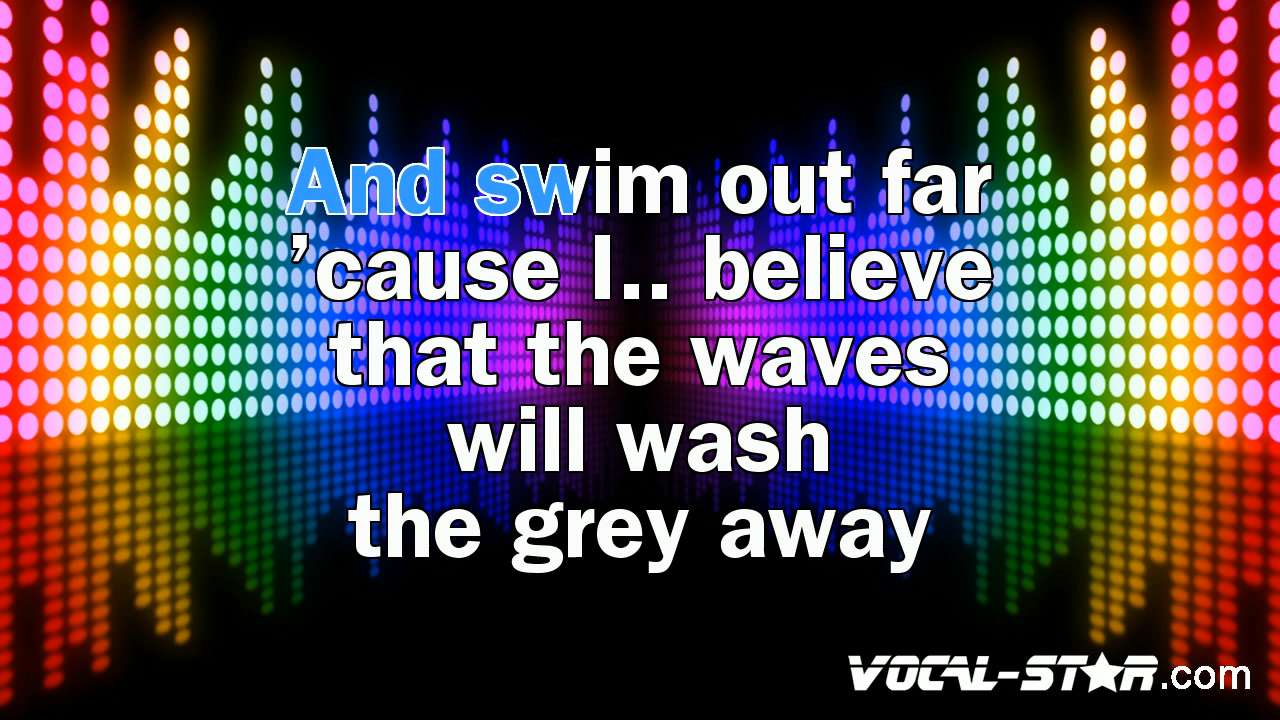 And swim out far
’cause I.. believe
that the waves
will wash
the grey away
VOCAL-STAR.com